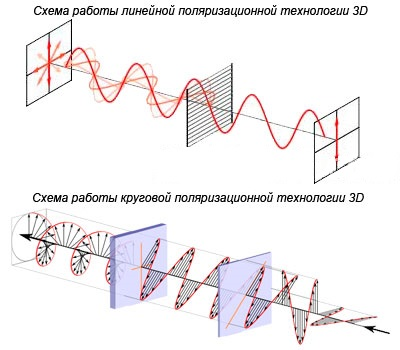 Схема работы линейной поляризационной технологии 3D
Схема работы круговой поляризационной технологии 3D